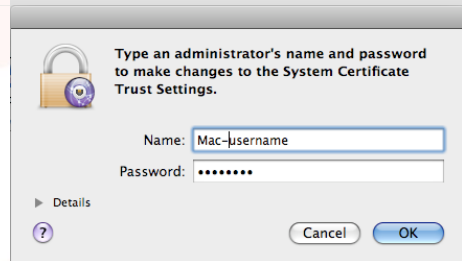 Type an administrator's name and password
to make changes to the System Certificate
Trust Settings.
Name: Mac-username
Password: ••••••••
Details
? Cancel OK